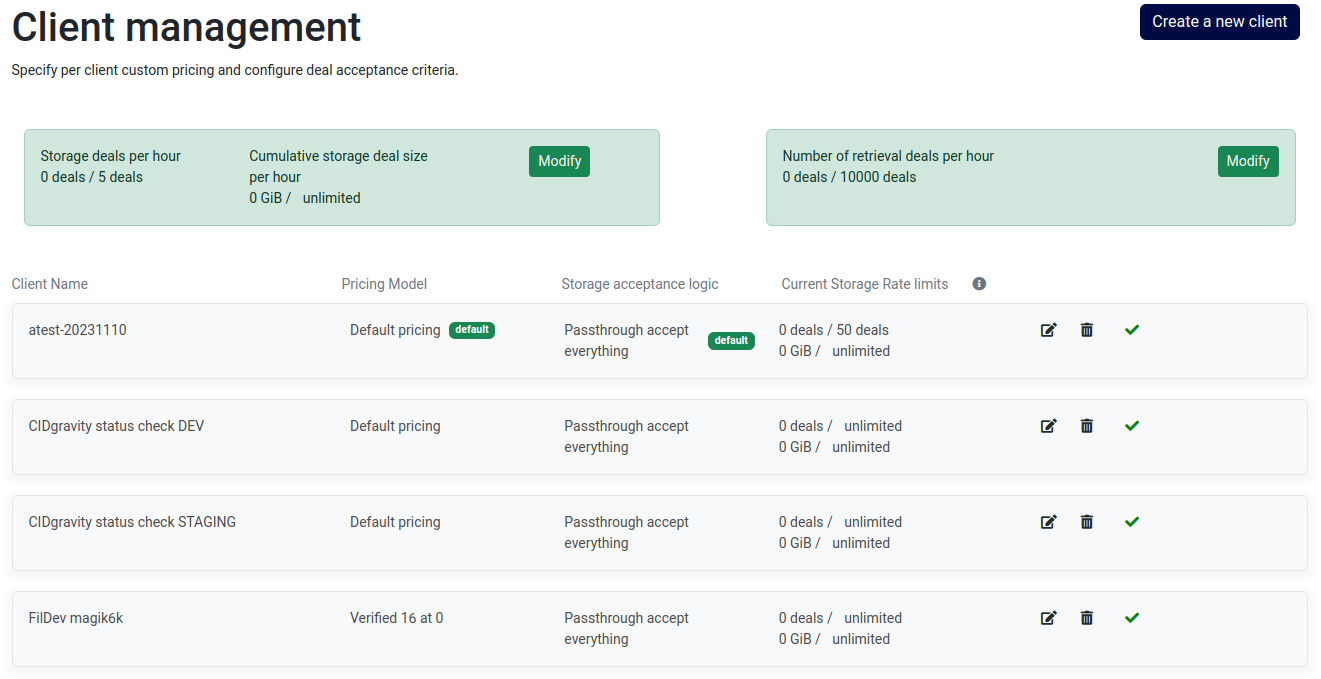 Client management
Create a new client
Specify per client custom pricing and configure deal acceptance criteria.
Storage deals per hour
0 deals / 5 deals
Cumulative storage deal size
per hour
0 GiB / unlimited
Modify
Number of retrieval deals per hour
0 deals / 10000 deals
Modify
Client Name Pricing Model Storage acceptance logic Current Storage Rate limits
atest-20231110
Default pricing default
Passthrough accept
everything
default
0 deals / 50 deals
0 GiB / unlimited
CIDgravity status check DEV
Default pricing
Passthrough accept
everything
0 deals / unlimited
0 GiB / unlimited
CIDgravity status check STAGING
Default pricing
Passthrough accept
everything
0 deals / unlimited
0 GiB / unlimited
FilDev magik6k
Verified 16 at 0
Passthrough accept
everything
0 deals / unlimited
0 GiB / unlimited